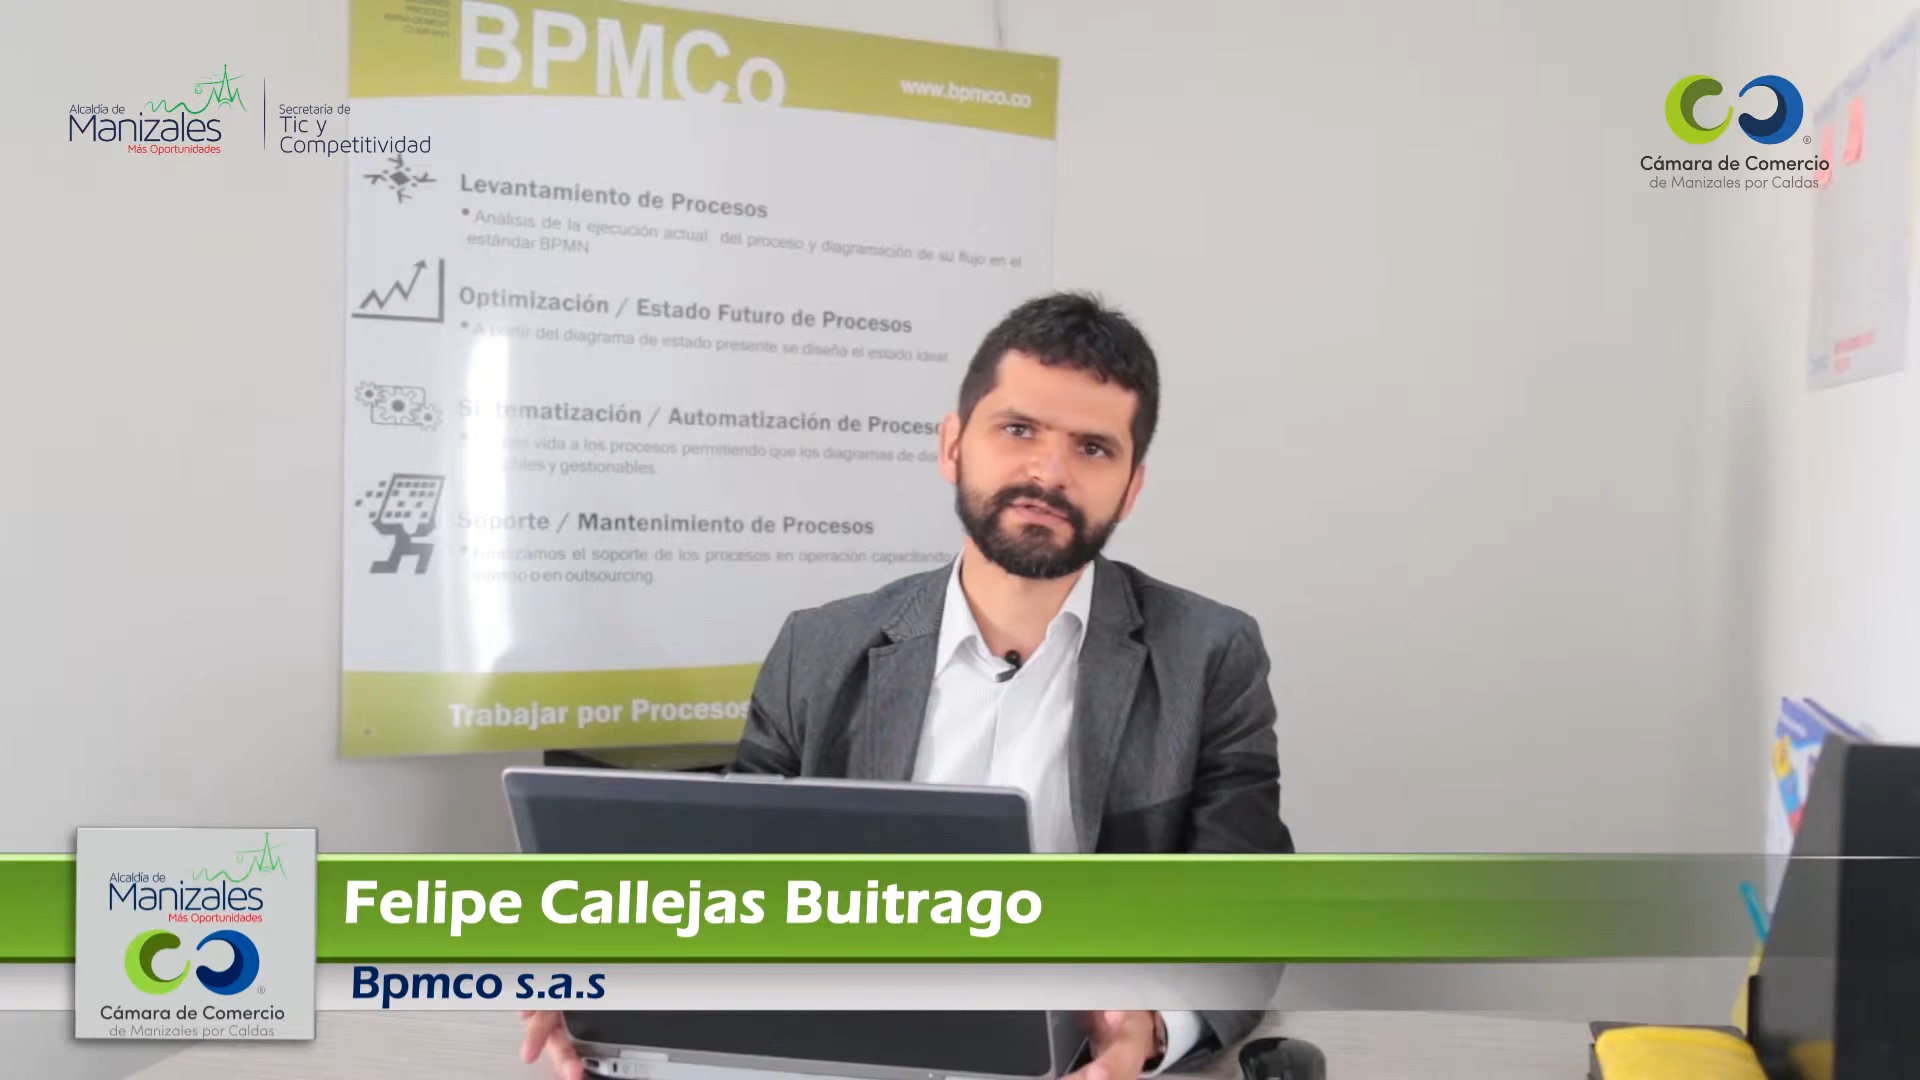 BPMCo
www.bpmco.co
Alcaldía de
Manizales
Más Oportunidades
Secretaría de
Tic y
Competitividad
Cámara de Comercio
de Manizales por Caldas
Levantamiento de Procesos
• Análisis de la ejecución actual del proceso y diagramación de su flujo en el
estándar BPMN
Optimización / Estado Futuro de Procesos
• A partir del diagrama de estado presente se diseña el estado ideal.
Sistematización / Automatización de Proceso
vida a los procesos permitiendo que los diagramas de
y gestionables.
Soporte / Mantenimiento de Procesos
el soporte de los procesos en operación capacitando
interno o en outsourcing.
Trabajar por Procesos
Alcaldía de
Manizales
Más Oportunidades
Cámara de Comercio
de Manizales por Caldas
Felipe Callejas Buitrago
Bpmco s.a.s